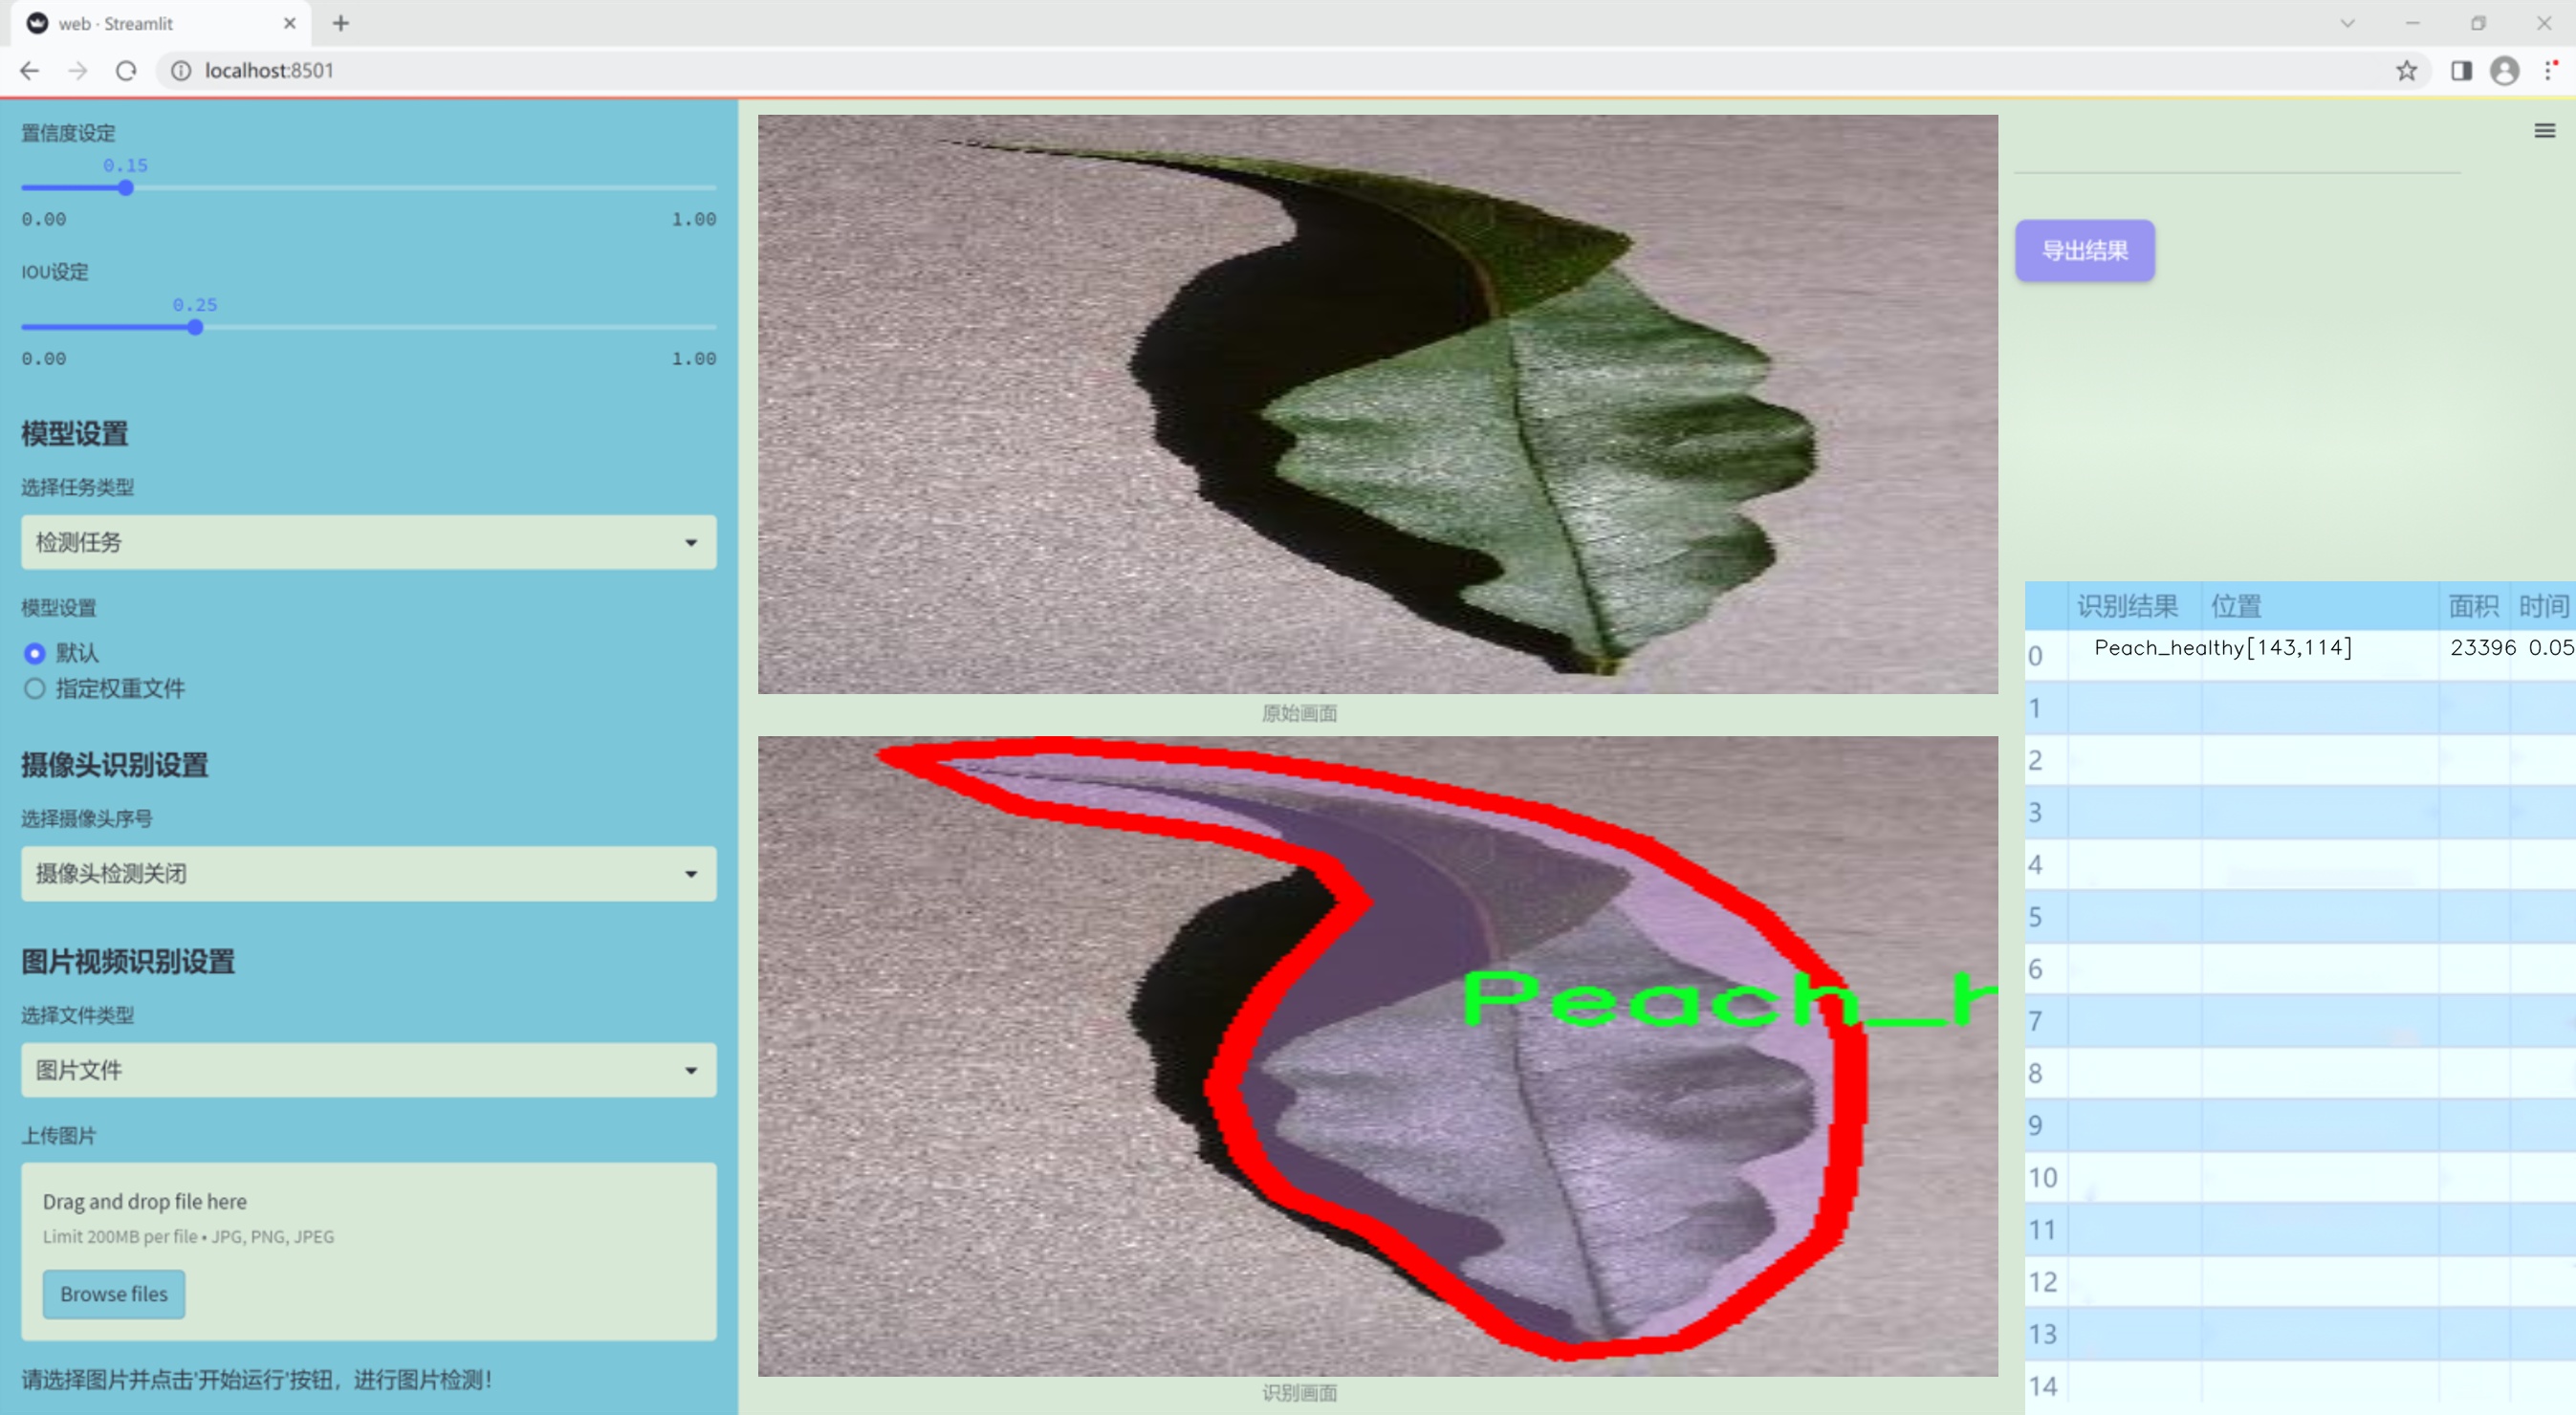 web · Streamlit
localhost:8501
置信度设定
0.15
0.00 1.00
IOU设定
0.25
0.00 1.00
模型设置
选择任务类型
检测任务
模型设置
默认
指定权重文件
摄像头识别设置
选择摄像头序号
摄像头检测关闭
图片视频识别设置
选择文件类型
图片文件
上传图片
Drag and drop file here
Limit 200MB per file • JPG, PNG, JPEG
Browse files
请选择图片并点击'开始运行'按钮，进行图片检测！
原始画面
Peach_h
识别画面
导出结果
识别结果 位置 面积 时间
0 Peach_healthy[143,114] 23396 0.05
1
2
3
4
5
6
7
8
9
10
11
12
13
14